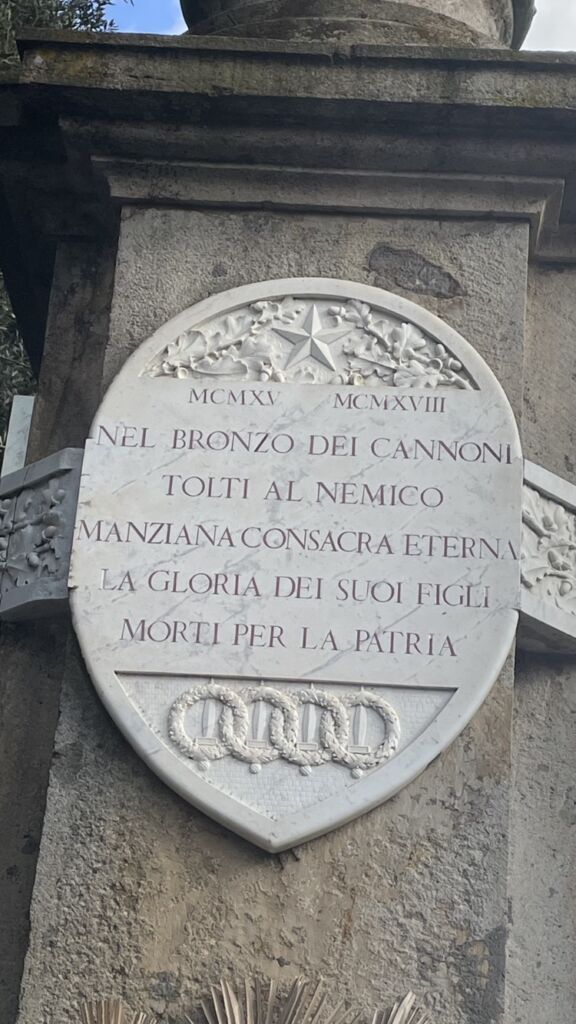 MCMXV MCMXVIII
NEL BRONZO DEI CANNONI
TOLTI AL NEMICO
MANZIANA CONSACRA ETERNA
LA GLORIA DEI SUOI FIGLI
MORTI PER LA PATRIA